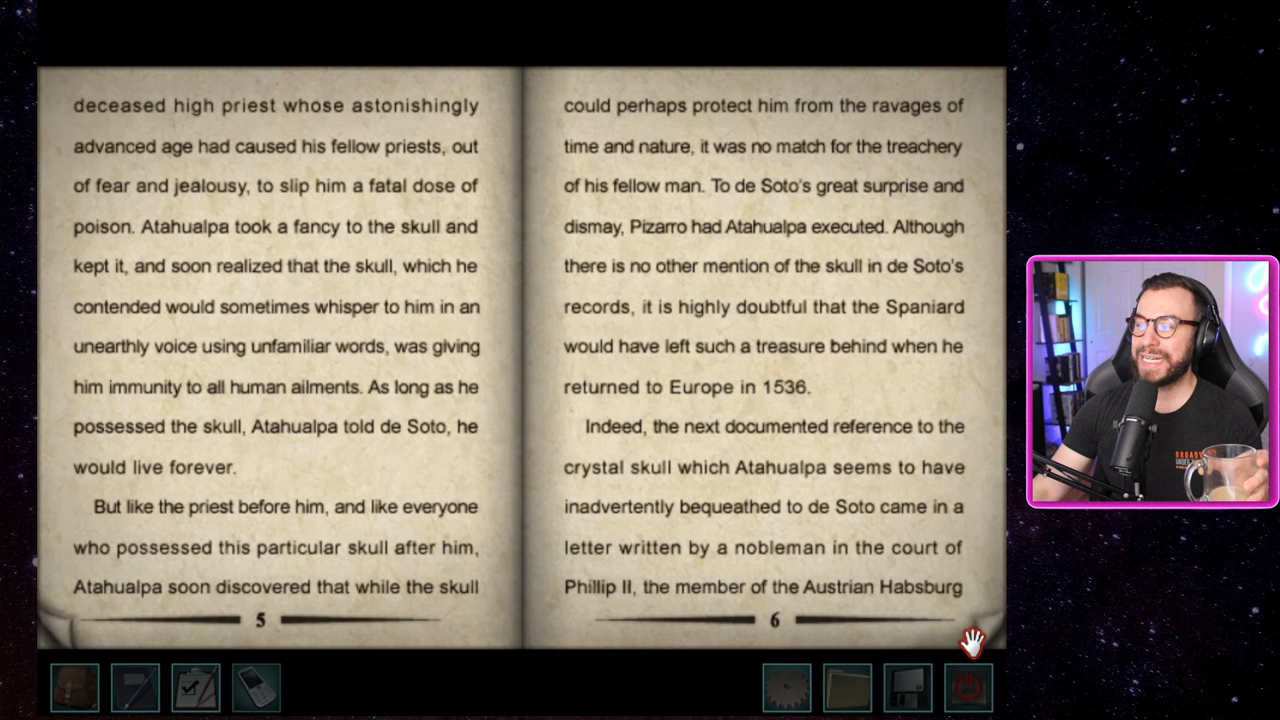 deceased high priest whose astonishingly
advanced age had caused his fellow priests, out
of fear and jealousy, to slip him a fatal dose of
poison. Atahualpa took a fancy to the skull and
kept it, and soon realized that the skull, which he
contended would sometimes whisper to him in an
unearthly voice using unfamiliar words, was giving
him immunity to all human ailments. As long as he
possessed the skull, Atahualpa told de Soto, he
would live forever.
But like the priest before him, and like everyone
who possessed this particular skull after him,
Atahualpa soon discovered that while the skull
5
could perhaps protect him from the ravages of
time and nature, it was no match for the treachery
of his fellow man. To de Soto's great surprise and
dismay, Pizarro had Atahualpa executed. Although
there is no other mention of the skull in de Soto's
records, it is highly doubtful that the Spaniard
would have left such a treasure behind when he
returned to Europe in 1536.
Indeed, the next documented reference to the
crystal skull which Atahualpa seems to have
inadvertently bequeathed to de Soto came in a
letter written by a nobleman in the court of
Phillip II, the member of the Austrian Habsburg
6